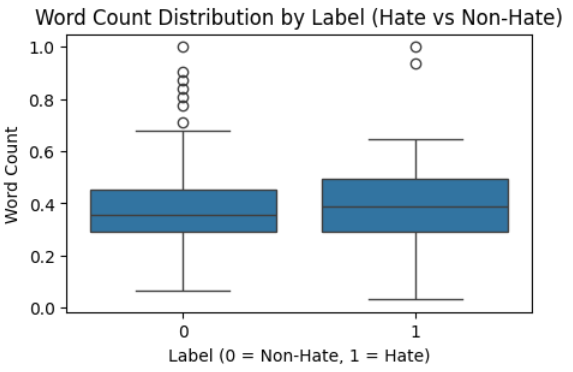 Word Count Distribution by Label (Hate vs Non-Hate)
1.0
0.8
0.6
0.4
0.2
0.0
Word Count
0 1
Label (0 = Non-Hate, 1 = Hate)